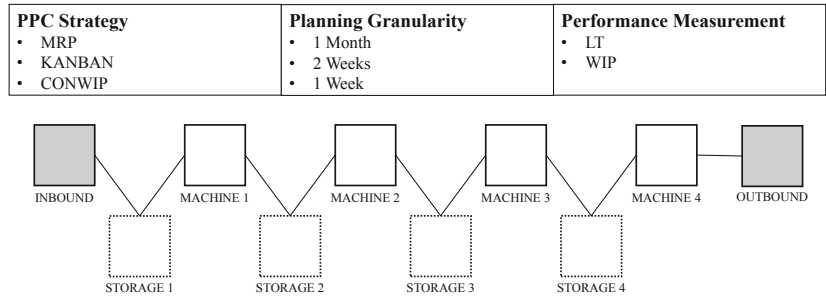 PPC Strategy
• MRP
• KANBAN
• CONWIP
Planning Granularity
• 1 Month
• 2 Weeks
• 1 Week
Performance Measurement
• LT
• WIP
INBOUND
MACHINE 1
MACHINE 2
MACHINE 3
MACHINE 4
OUTBOUND
STORAGE 1
STORAGE 2
STORAGE 3
STORAGE 4